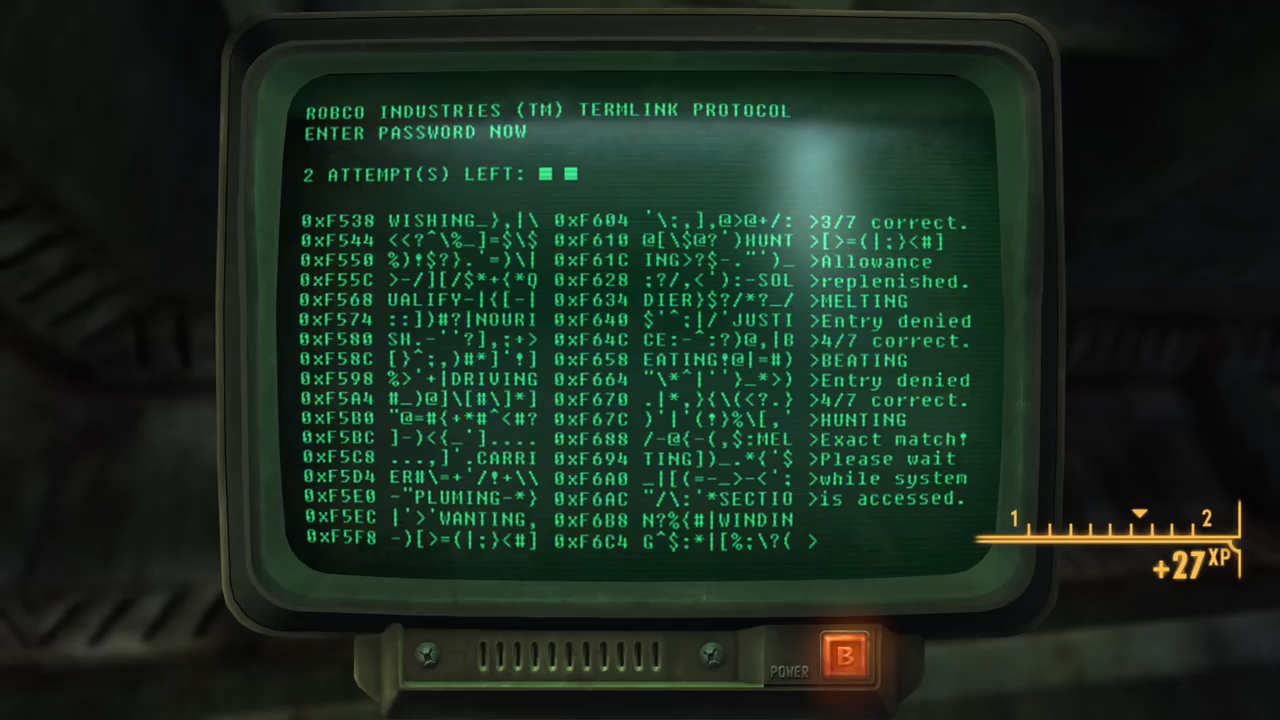 ROBCO INDUSTRIES (TM) TERMLINK PROTOCOL
ENTER PASSWORD NOW
2 ATTEMPT(S) LEFT:
0xF538 WISHING_},|\ 0xF604 '\:,],@>@+/: >3/7 correct.
0xF544 <<?^\%_]=$\$ 0xF610 @[\$@?')HUNT >[>=(|;}<#]
0xF550 %)!$?}.'=)\| 0xF61C ING>?$-."')_ >Allowance
0xF55C >-/][/$*+{*Q 0xF628 :?/,<'):-SOL >replenished.
0xF568 UALIFY-|{[-| 0xF634 DIER}$?/*?_/ >MELTING
0xF574 ::])#?|NOURI 0xF640 $'^;|/'JUSTI >Entry denied
0xF580 SH.-''?],;+> 0xF64C CE:-^:?)@,|B >4/7 correct.
0xF58C [}^;,)#*]'!] 0xF658 EATING!@|=#) >BEATING
0xF598 %>'+|DRIVING 0xF664 "\*^|''}_*>) >Entry denied
0xF5A4 #_)@]\[#\]*] 0xF670 .|*,}{\(<?.} >4/7 correct.
0xF5B0 "@=#{+*#^<#? 0xF67C )'|'(!}%\[,' >HUNTING
0xF5BC ]-)<{_'].... 0xF688 /-@{-(,$:MEL >Exact match!
0xF5C8 ....,]'.CARRI 0xF694 TING])_.*{'$ >Please wait
0xF5D4 ER#\=+'/!+\\ 0xF6A0 _|[(=-_>-<': >while system
0xF5E0 -"PLUMING-*} 0xF6AC "/\:'*SECTIO >is accessed.
0xF5EC |'>'WANTING, 0xF6B8 N?%{#|WINDIN
0xF5F8 -)[>=(|;}<#] 0xF6C4 G^$:*|[%;\?( >
1 2
+27 XP
POWER
B